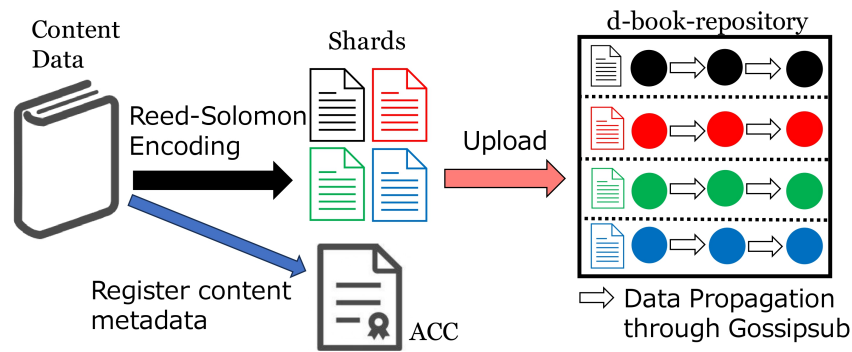 Content
Data
Reed-Solomon
Encoding
Register content
metadata
Shards
ACC
Upload
d-book-repository
Data Propagation
through Gossipsub